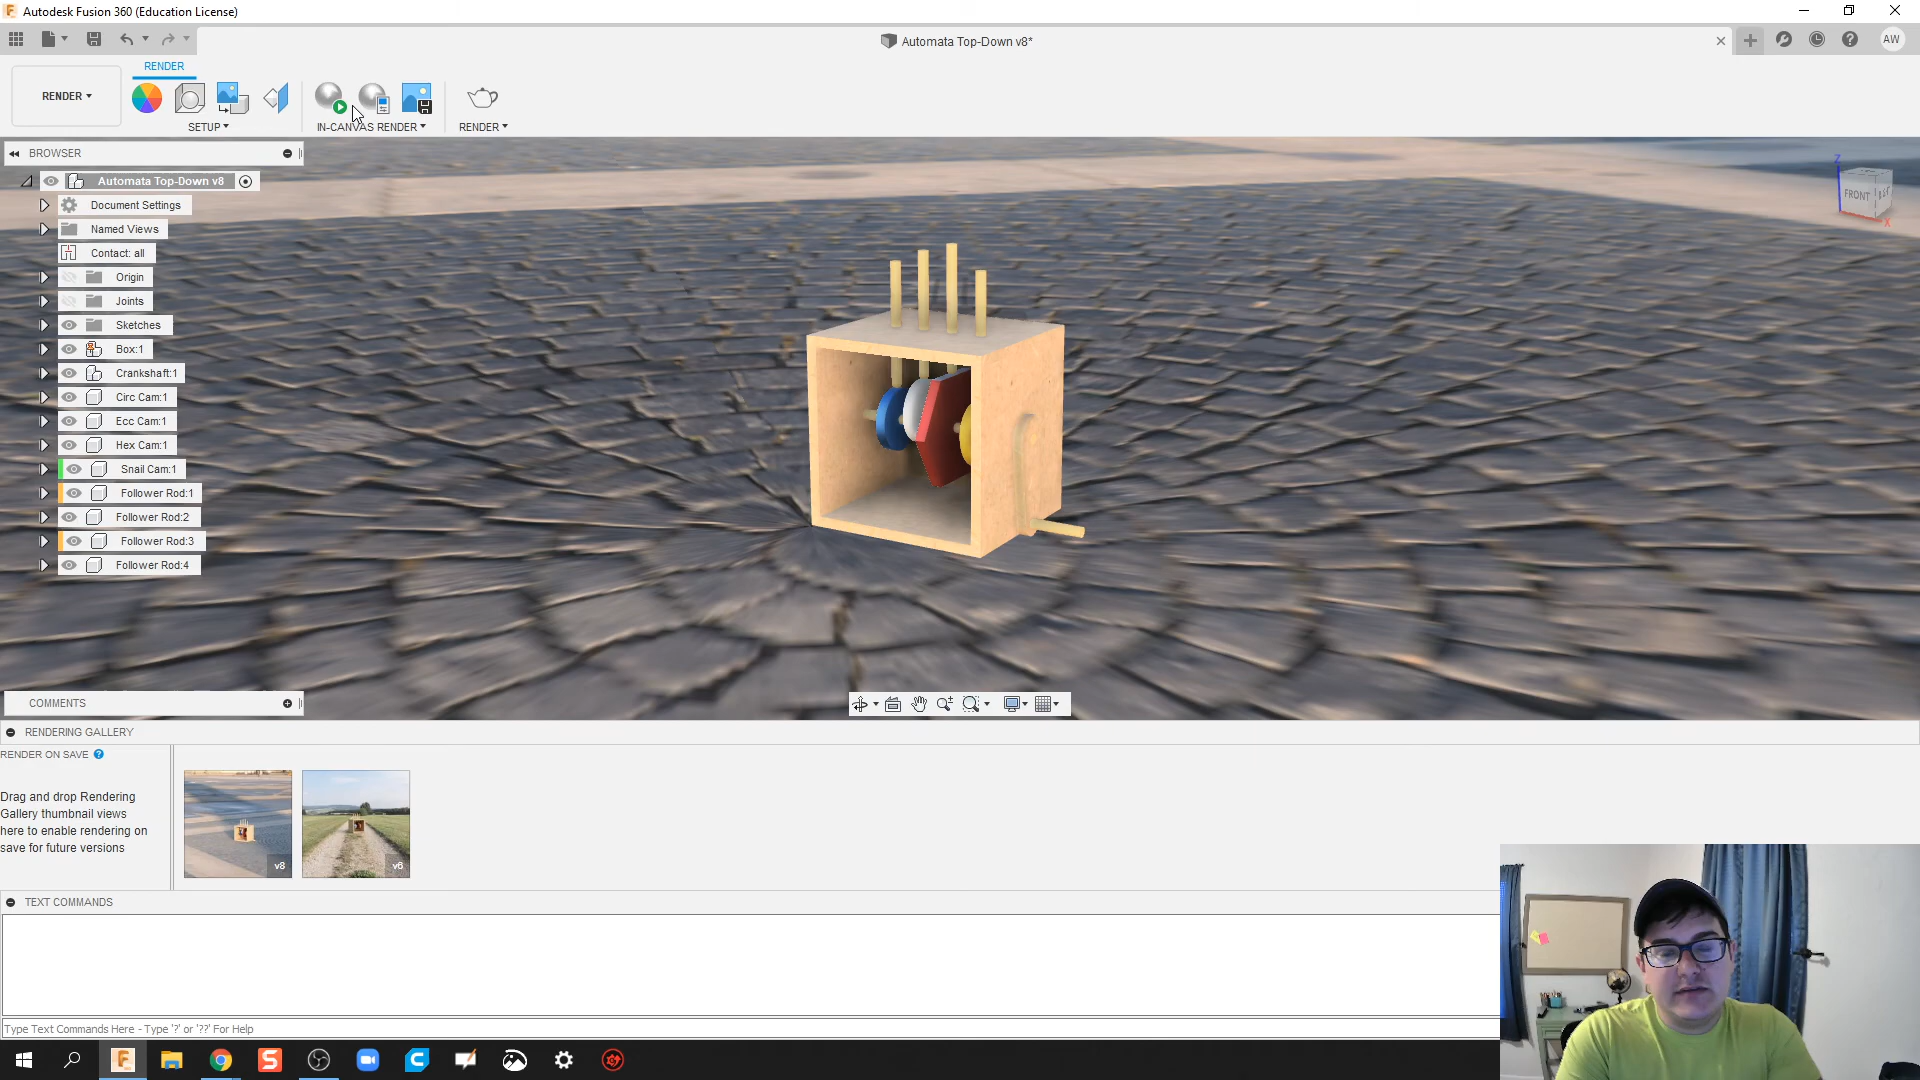 Autodesk Fusion 360 (Education License)
Automata Top-Down v8*
AW
RENDER
RENDER
SETUP
IN-CANVAS RENDER
RENDER
BROWSER
Automata Top-Down v8
Document Settings
Named Views
Contact: all
Origin
Joints
Sketches
Box:1
Crankshaft:1
Circ Cam:1
Ecc Cam:1
Hex Cam:1
Snail Cam:1
Follower Rod:1
Follower Rod:2
Follower Rod:3
Follower Rod:4
Z
FRONT
X
COMMENTS
RENDERING GALLERY
RENDER ON SAVE
Drag and drop Rendering
Gallery thumbnail views
here to enable rendering on
save for future versions
v8
v6
TEXT COMMANDS
Type Text Commands Here - Type '?' or '??' For Help